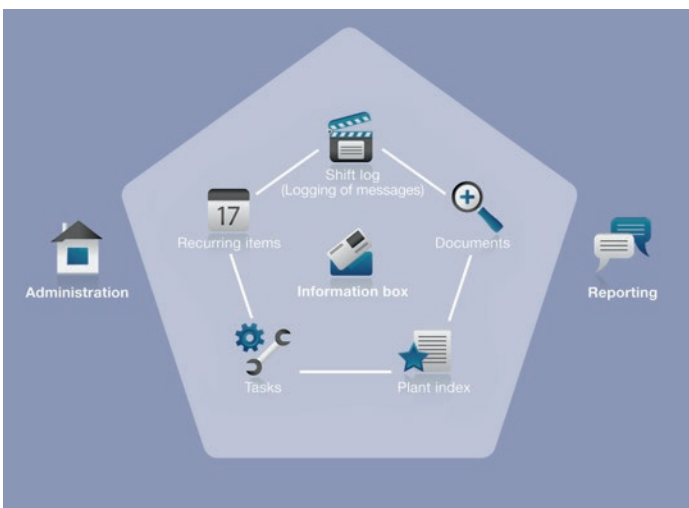 Shift log
(Logging of messages)
17
Recurring items
Documents
Administration
Information box
Reporting
Tasks
Plant index